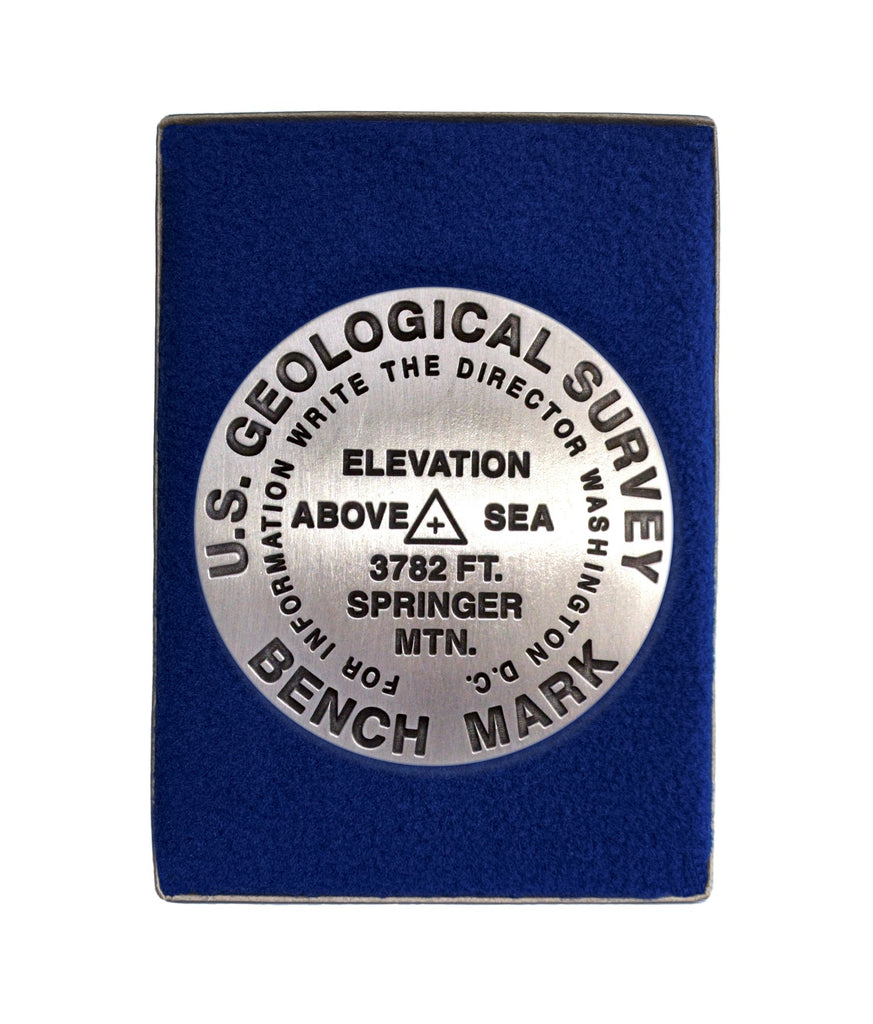 U.S. GEOLOGICAL SURVEY
FOR INFORMATION WRITE THE DIRECTOR WASHINGTON D.C.
ELEVATION
ABOVE SEA
3782 FT.
SPRINGER
MTN.
BENCH MARK